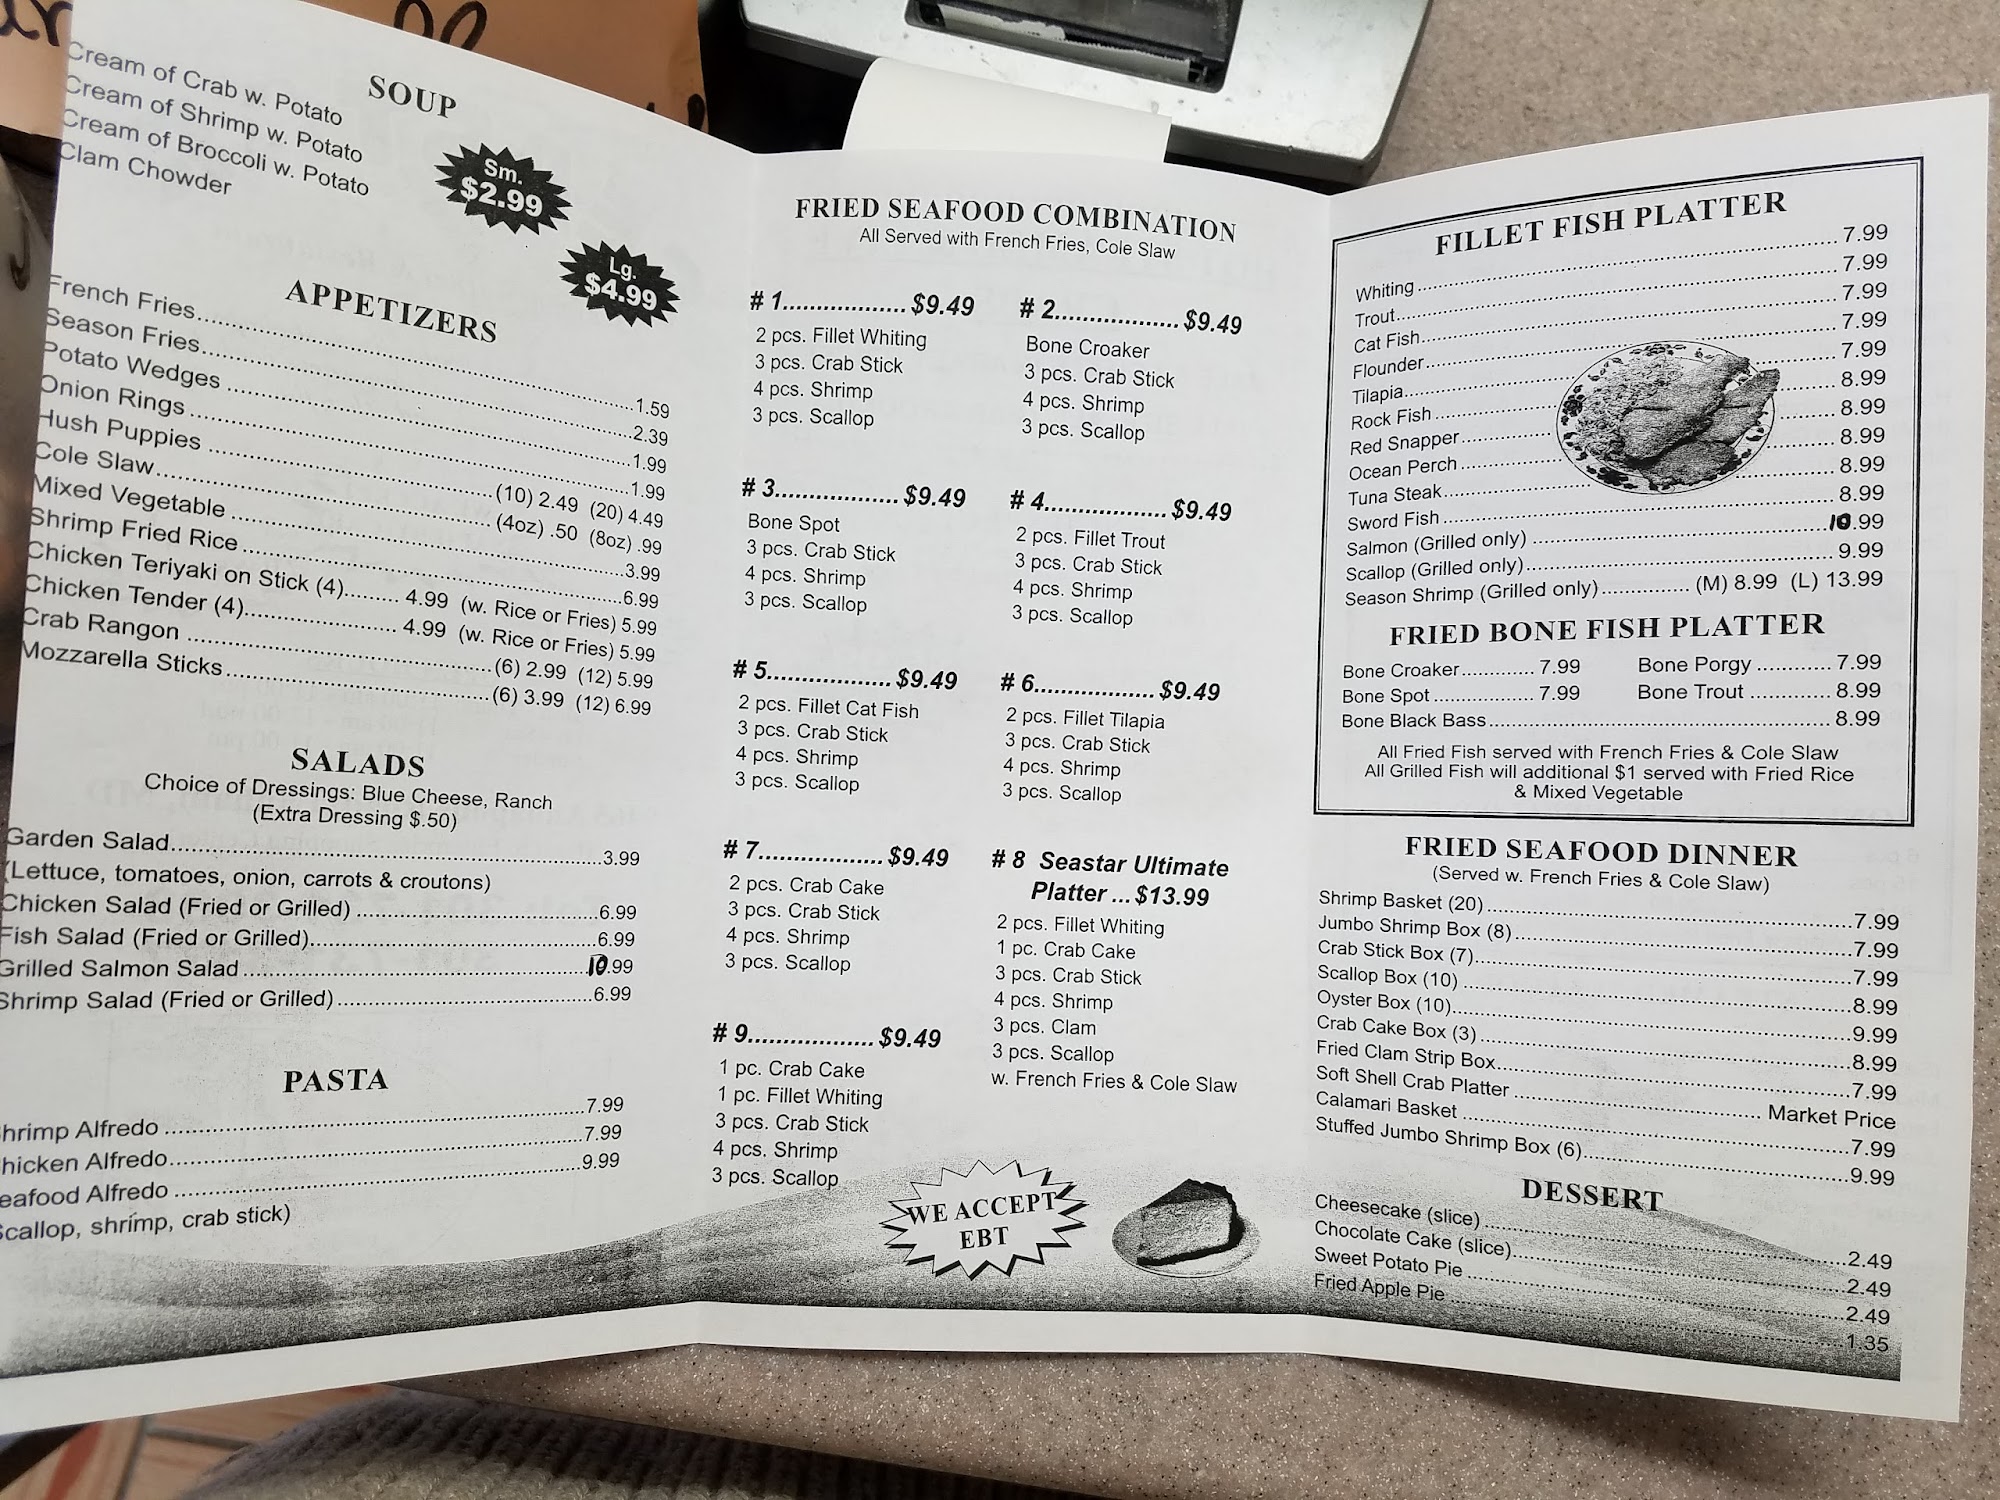 SOUP
Cream of Crab w. Potato
Cream of Shrimp w. Potato
Cream of Broccoli w. Potato
Clam Chowder
Sm.
$2.99
Lg.
$4.99
APPETIZERS
French Fries 1.59
Season Fries 2.39
Potato Wedges 1.99
Onion Rings 1.99
Hush Puppies (10) 2.49 (20) 4.49
Cole Slaw (4oz) .50 (8oz) .99
Mixed Vegetable 3.99
Shrimp Fried Rice 6.99
Chicken Teriyaki on Stick (4) 4.99 (w. Rice or Fries) 5.99
Chicken Tender (4) 4.99 (w. Rice or Fries) 5.99
Crab Rangon (6) 2.99 (12) 5.99
Mozzarella Sticks (6) 3.99 (12) 6.99
SALADS
Choice of Dressings: Blue Cheese, Ranch
(Extra Dressing $.50)
Garden Salad 3.99
(Lettuce, tomatoes, onion, carrots & croutons)
Chicken Salad (Fried or Grilled) 6.99
Fish Salad (Fried or Grilled) 6.99
Grilled Salmon Salad 10.99
Shrimp Salad (Fried or Grilled) 6.99
PASTA
hrimp Alfredo 7.99
hicken Alfredo 7.99
eafood Alfredo 9.99
Scallop, shrimp, crab stick)
FRIED SEAFOOD COMBINATION
All Served with French Fries, Cole Slaw
# 1 $9.49
2 pcs. Fillet Whiting
3 pcs. Crab Stick
4 pcs. Shrimp
3 pcs. Scallop
# 2 $9.49
Bone Croaker
3 pcs. Crab Stick
4 pcs. Shrimp
3 pcs. Scallop
# 3 $9.49
Bone Spot
3 pcs. Crab Stick
4 pcs. Shrimp
3 pcs. Scallop
# 4 $9.49
2 pcs. Fillet Trout
3 pcs. Crab Stick
4 pcs. Shrimp
3 pcs. Scallop
# 5 $9.49
2 pcs. Fillet Cat Fish
3 pcs. Crab Stick
4 pcs. Shrimp
3 pcs. Scallop
# 6 $9.49
2 pcs. Fillet Tilapia
3 pcs. Crab Stick
4 pcs. Shrimp
3 pcs. Scallop
# 7 $9.49
2 pcs. Crab Cake
3 pcs. Crab Stick
4 pcs. Shrimp
3 pcs. Scallop
# 8 Seastar Ultimate
Platter ... $13.99
2 pcs. Fillet Whiting
1 pc. Crab Cake
3 pcs. Crab Stick
4 pcs. Shrimp
3 pcs. Clam
3 pcs. Scallop
w. French Fries & Cole Slaw
# 9 $9.49
1 pc. Crab Cake
1 pc. Fillet Whiting
3 pcs. Crab Stick
4 pcs. Shrimp
3 pcs. Scallop
WE ACCEPT
EBT
FILLET FISH PLATTER
Whiting 7.99
Trout 7.99
Cat Fish 7.99
Flounder 7.99
Tilapia 7.99
Rock Fish 8.99
Red Snapper 8.99
Ocean Perch 8.99
Tuna Steak 8.99
Sword Fish 8.99
Salmon (Grilled only) 10.99
Scallop (Grilled only) 9.99
Season Shrimp (Grilled only) (M) 8.99 (L) 13.99
FRIED BONE FISH PLATTER
Bone Croaker 7.99 Bone Porgy 7.99
Bone Spot 7.99 Bone Trout 8.99
Bone Black Bass 8.99
All Fried Fish served with French Fries & Cole Slaw
All Grilled Fish will additional $1 served with Fried Rice
& Mixed Vegetable
FRIED SEAFOOD DINNER
(Served w. French Fries & Cole Slaw)
Shrimp Basket (20) 7.99
Jumbo Shrimp Box (8) 7.99
Crab Stick Box (7) 7.99
Scallop Box (10) 8.99
Oyster Box (10) 9.99
Crab Cake Box (3) 8.99
Fried Clam Strip Box 7.99
Soft Shell Crab Platter Market Price
Calamari Basket 7.99
Stuffed Jumbo Shrimp Box (6) 9.99
DESSERT
Cheesecake (slice) 2.49
Chocolate Cake (slice) 2.49
Sweet Potato Pie 2.49
Fried Apple Pie 1.35